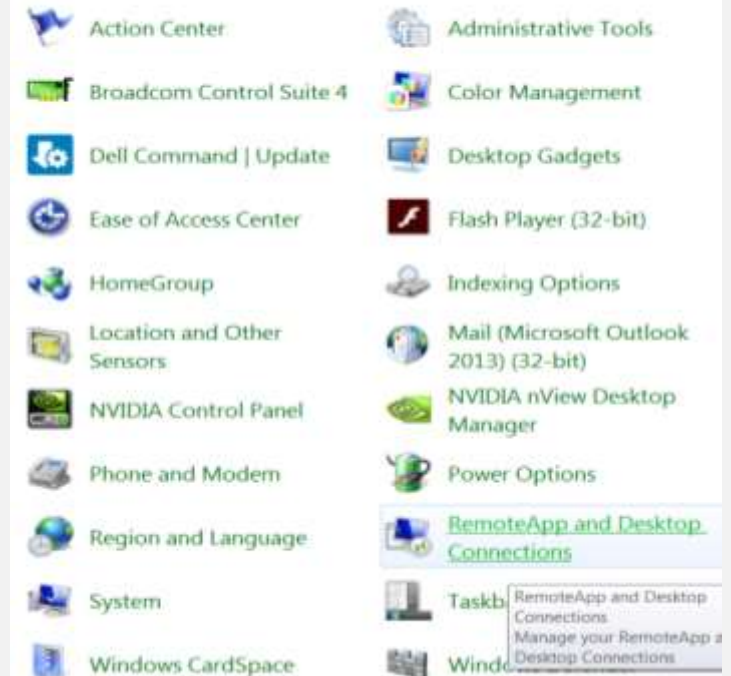 Action Center
Administrative Tools
Broadcom Control Suite 4
Color Management
Dell Command | Update
Desktop Gadgets
Ease of Access Center
Flash Player (32-bit)
HomeGroup
Indexing Options
Location and Other
Sensors
Mail (Microsoft Outlook
2013) (32-bit)
NVIDIA Control Panel
NVIDIA nView Desktop
Manager
Phone and Modem
Power Options
Region and Language
RemoteApp and Desktop
Connections
System
Taskb
RemoteApp and Desktop
Connections
Manage your RemoteApp a
Desktop Connections
Windows CardSpace